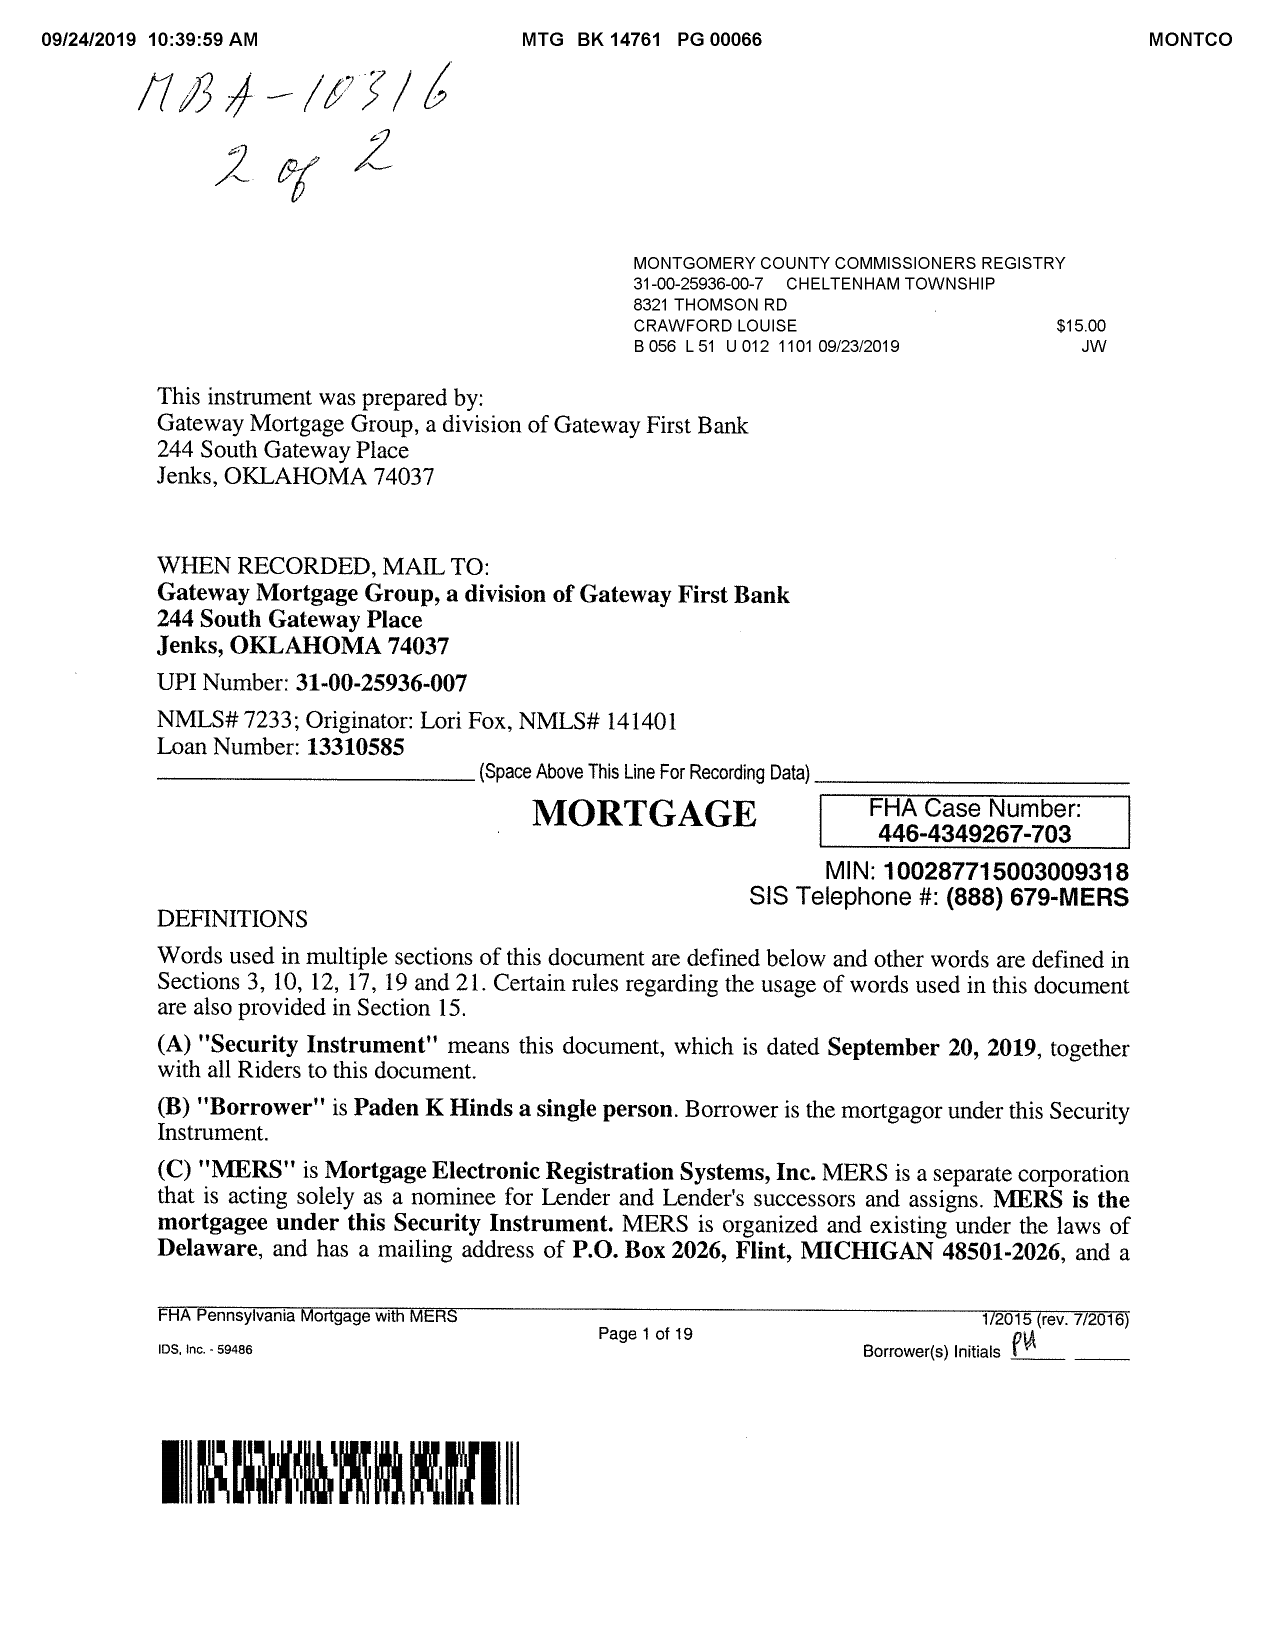 09/24/2019 10:39:59 AM MTG BK 14761 PG 00066 MONTCO
MBA-10316
2 of 2
MONTGOMERY COUNTY COMMISSIONERS REGISTRY
31-00-25936-00-7 CHELTENHAM TOWNSHIP
8321 THOMSON RD
CRAWFORD LOUISE $15.00
B 056 L 51 U 012 1101 09/23/2019 JW
This instrument was prepared by:
Gateway Mortgage Group, a division of Gateway First Bank
244 South Gateway Place
Jenks, OKLAHOMA 74037
WHEN RECORDED, MAIL TO:
Gateway Mortgage Group, a division of Gateway First Bank
244 South Gateway Place
Jenks, OKLAHOMA 74037
UPI Number: 31-00-25936-007
NMLS# 7233; Originator: Lori Fox, NMLS# 141401
Loan Number: 13310585
(Space Above This Line For Recording Data)
MORTGAGE
FHA Case Number:
446-4349267-703
MIN: 100287715003009318
SIS Telephone #: (888) 679-MERS
DEFINITIONS
Words used in multiple sections of this document are defined below and other words are defined in
Sections 3, 10, 12, 17, 19 and 21. Certain rules regarding the usage of words used in this document
are also provided in Section 15.
(A) "Security Instrument" means this document, which is dated September 20, 2019, together
with all Riders to this document.
(B) "Borrower" is Paden K Hinds a single person. Borrower is the mortgagor under this Security
Instrument.
(C) "MERS" is Mortgage Electronic Registration Systems, Inc. MERS is a separate corporation
that is acting solely as a nominee for Lender and Lender's successors and assigns. MERS is the
mortgagee under this Security Instrument. MERS is organized and existing under the laws of
Delaware, and has a mailing address of P.O. Box 2026, Flint, MICHIGAN 48501-2026, and a
FHA Pennsylvania Mortgage with MERS 1/2015 (rev. 7/2016)
Page 1 of 19
IDS, Inc. - 59486 Borrower(s) Initials PH